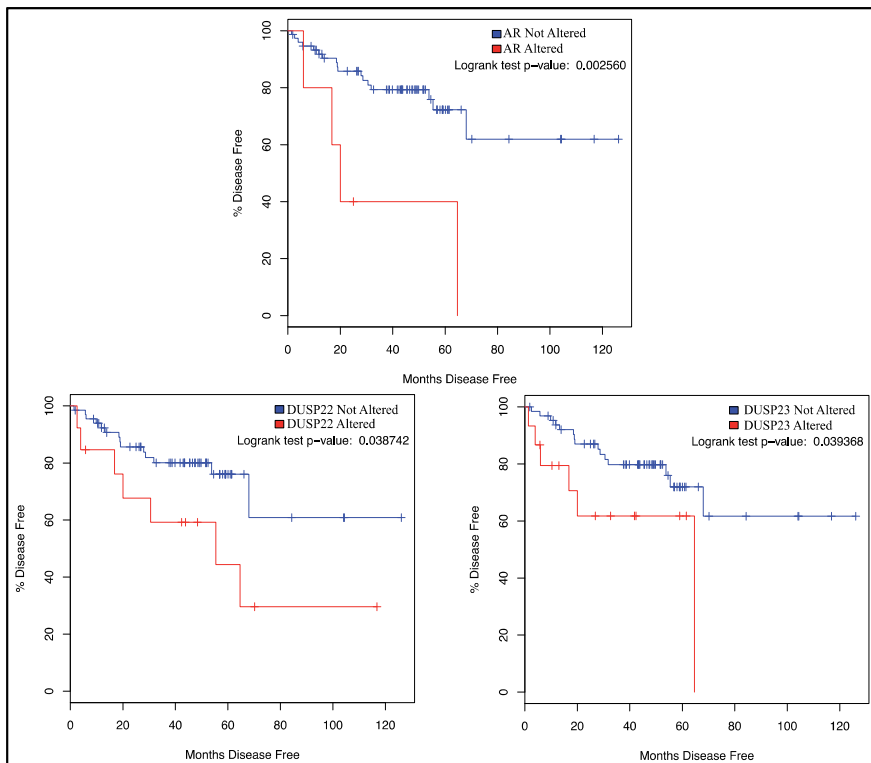 AR Not Altered
AR Altered
Logrank test p-value: 0.002560
% Disease Free
100
80
60
40
20
0
0 20 40 60 80 100 120
Months Disease Free
DUSP22 Not Altered
DUSP22 Altered
Logrank test p-value: 0.038742
% Disease Free
100
80
60
40
20
0
0 20 40 60 80 100 120
Months Disease Free
DUSP23 Not Altered
DUSP23 Altered
Logrank test p-value: 0.039368
% Disease Free
100
80
60
40
20
0
0 20 40 60 80 100 120
Months Disease Free